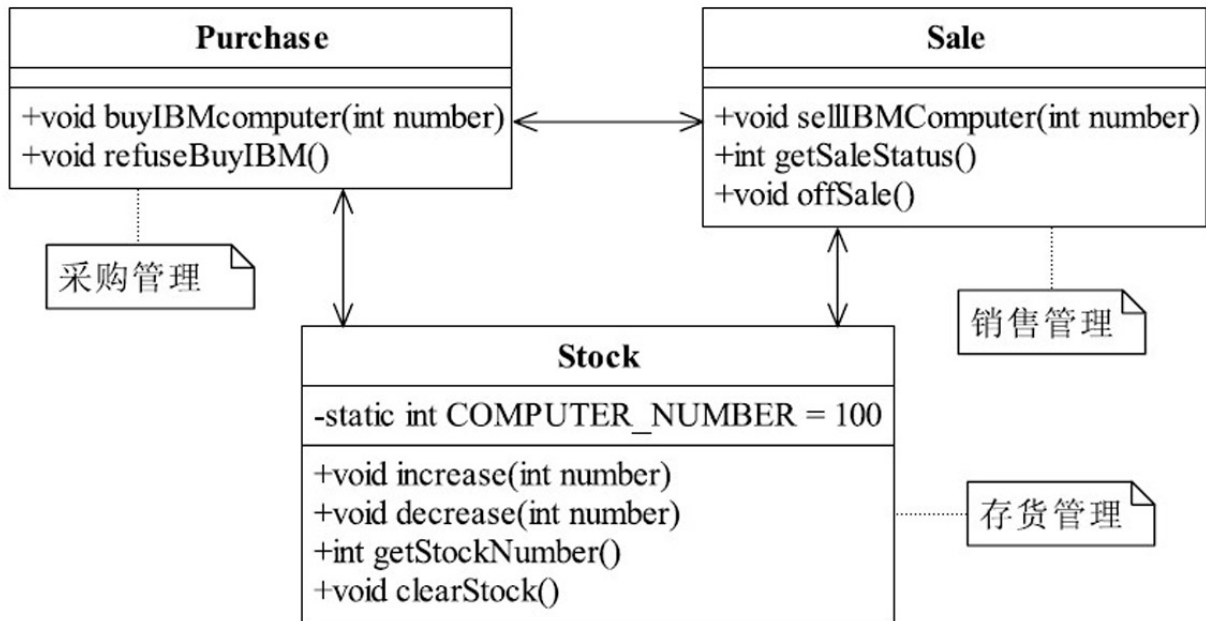 Purchase
+void buyIBMcomputer(int number)
+void refuseBuyIBM()
采购管理
Sale
+void sellIBMComputer(int number)
+int getSaleStatus()
+void offSale()
销售管理
Stock
-static int COMPUTER_NUMBER = 100
+void increase(int number)
+void decrease(int number)
+int getStockNumber()
+void clearStock()
存货管理